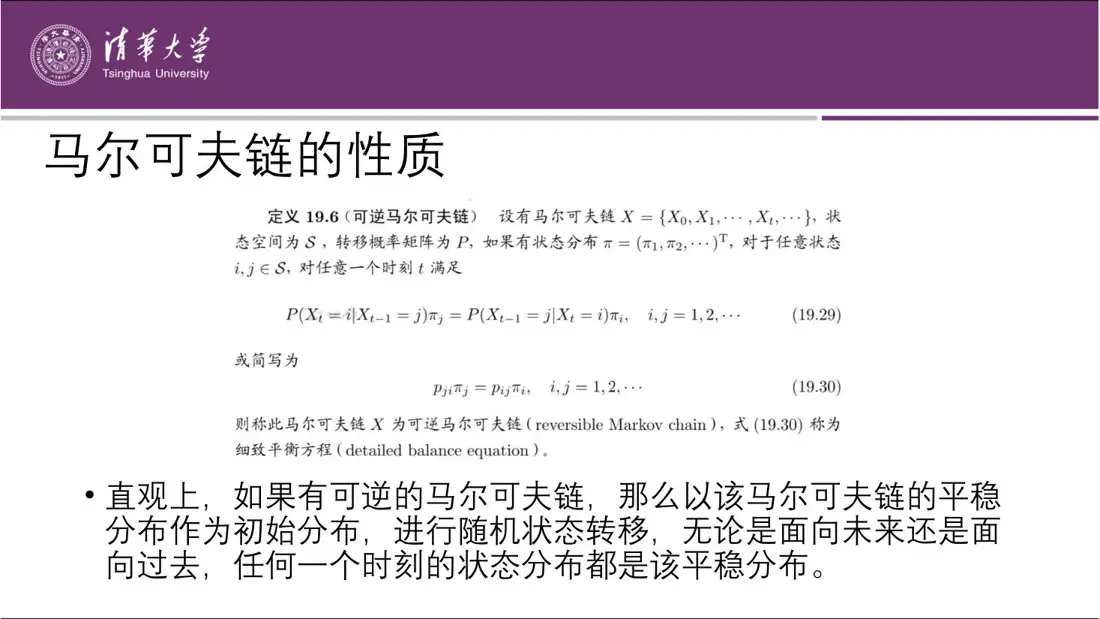 清华大学
Tsinghua University
马尔可夫链的性质
定义 19.6（可逆马尔可夫链） 设有马尔可夫链 X = {X₀, X₁, ⋯ , Xₜ, ⋯}, 状
态空间为 S ，转移概率矩阵为 P，如果有状态分布 π = (π₁, π₂, ⋯)ᵀ, 对于任意状态
i, j ∈ S, 对任意一个时刻 t 满足
P(Xₜ = i|Xₜ₋₁ = j)πⱼ = P(Xₜ₋₁ = j|Xₜ = i)πᵢ, i, j = 1, 2, ⋯ (19.29)
或简写为
pⱼᵢπⱼ = pᵢⱼπᵢ, i, j = 1, 2, ⋯ (19.30)
则称此马尔可夫链 X 为可逆马尔可夫链（reversible Markov chain），式 (19.30) 称为
细致平衡方程（detailed balance equation）。
• 直观上，如果有可逆的马尔可夫链，那么以该马尔可夫链的平稳
分布作为初始分布，进行随机状态转移，无论是面向未来还是面
向过去，任何一个时刻的状态分布都是该平稳分布。